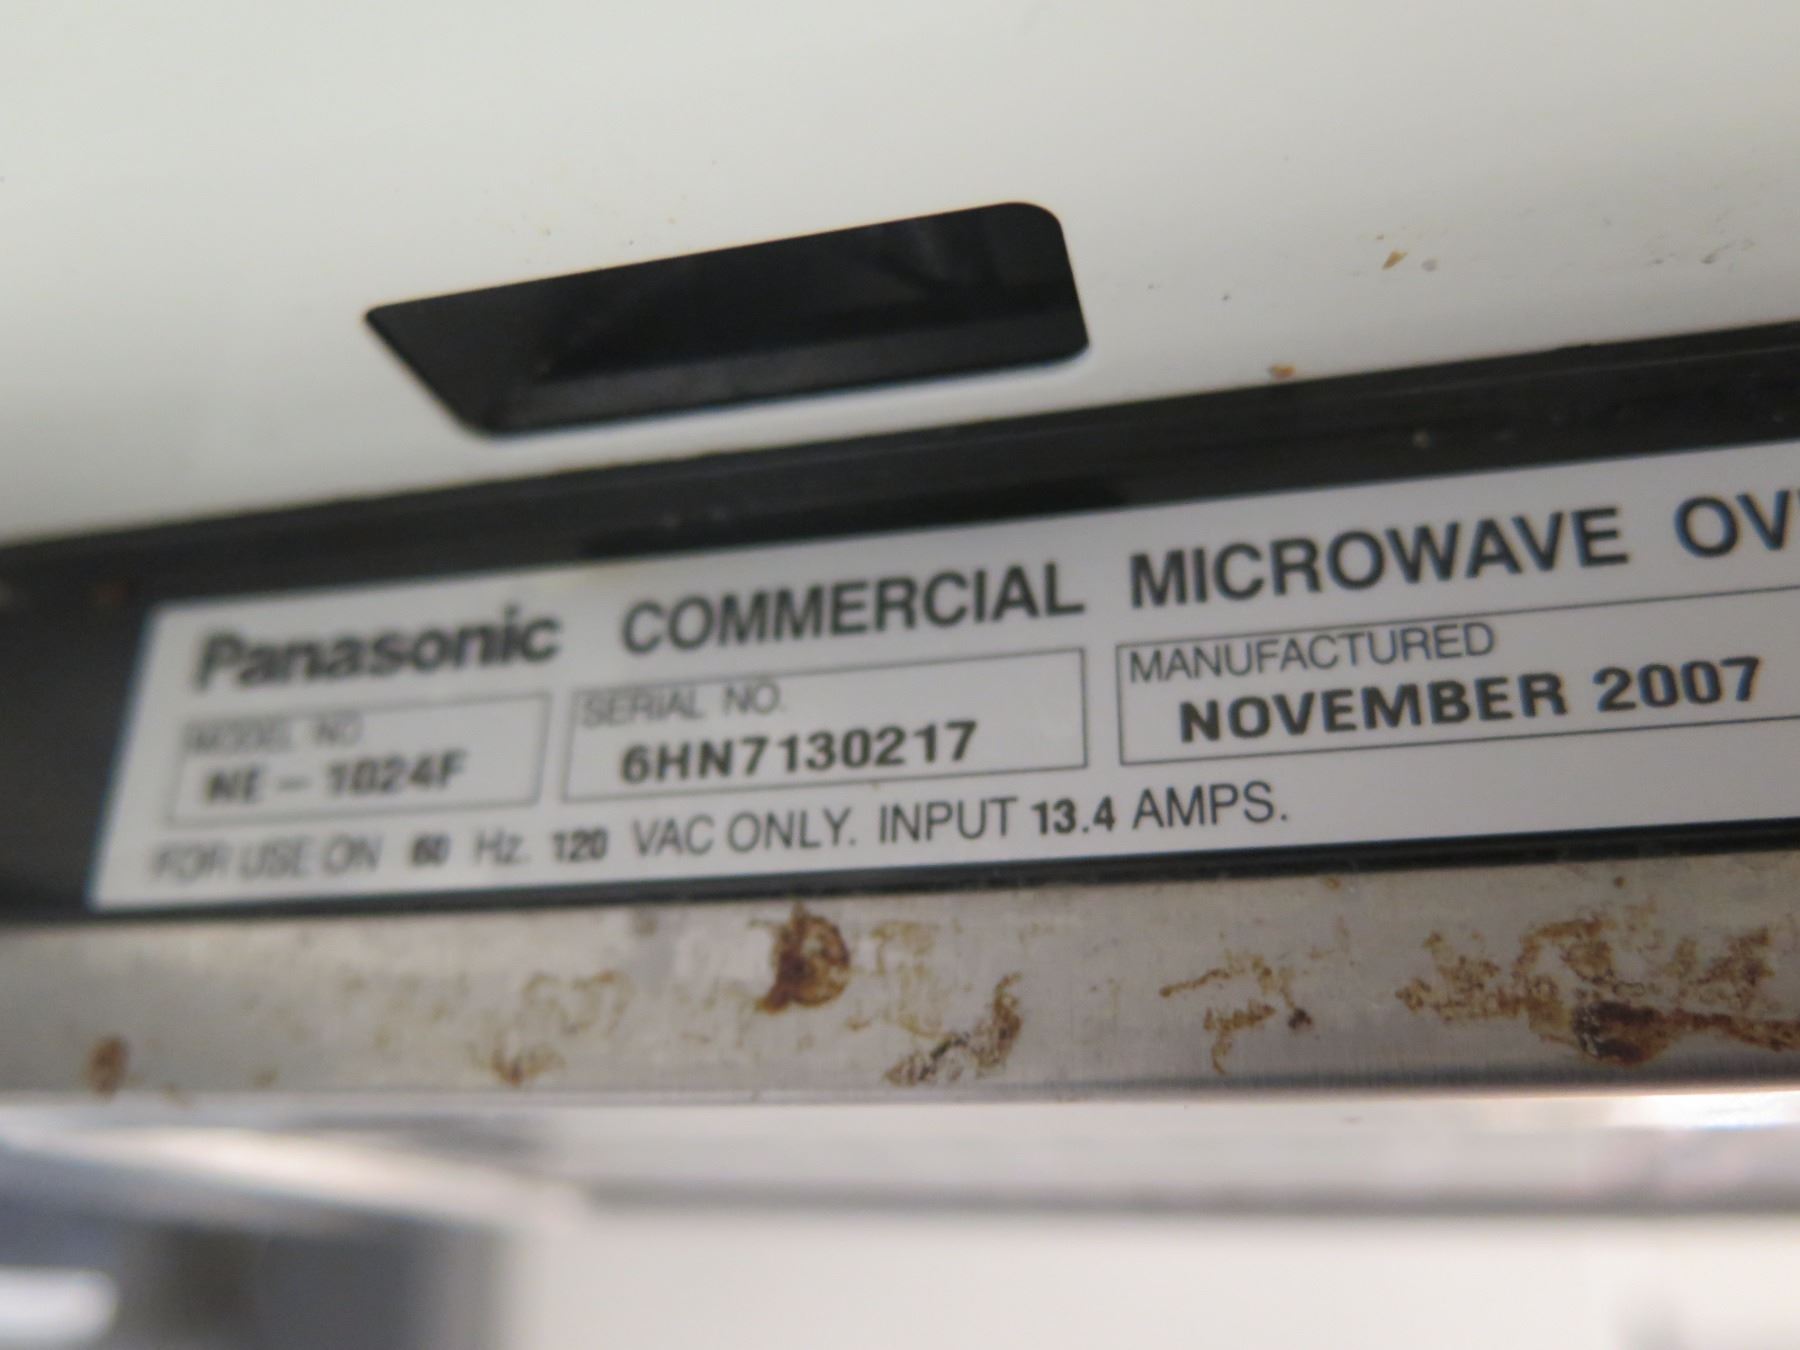 Panasonic COMMERCIAL MICROWAVE OV
MODEL NO. SERIAL NO. MANUFACTURED
NE-1024F 6HN7130217 NOVEMBER 2007
FOR USE ON 60 Hz. 120 VAC ONLY. INPUT 13.4 AMPS.